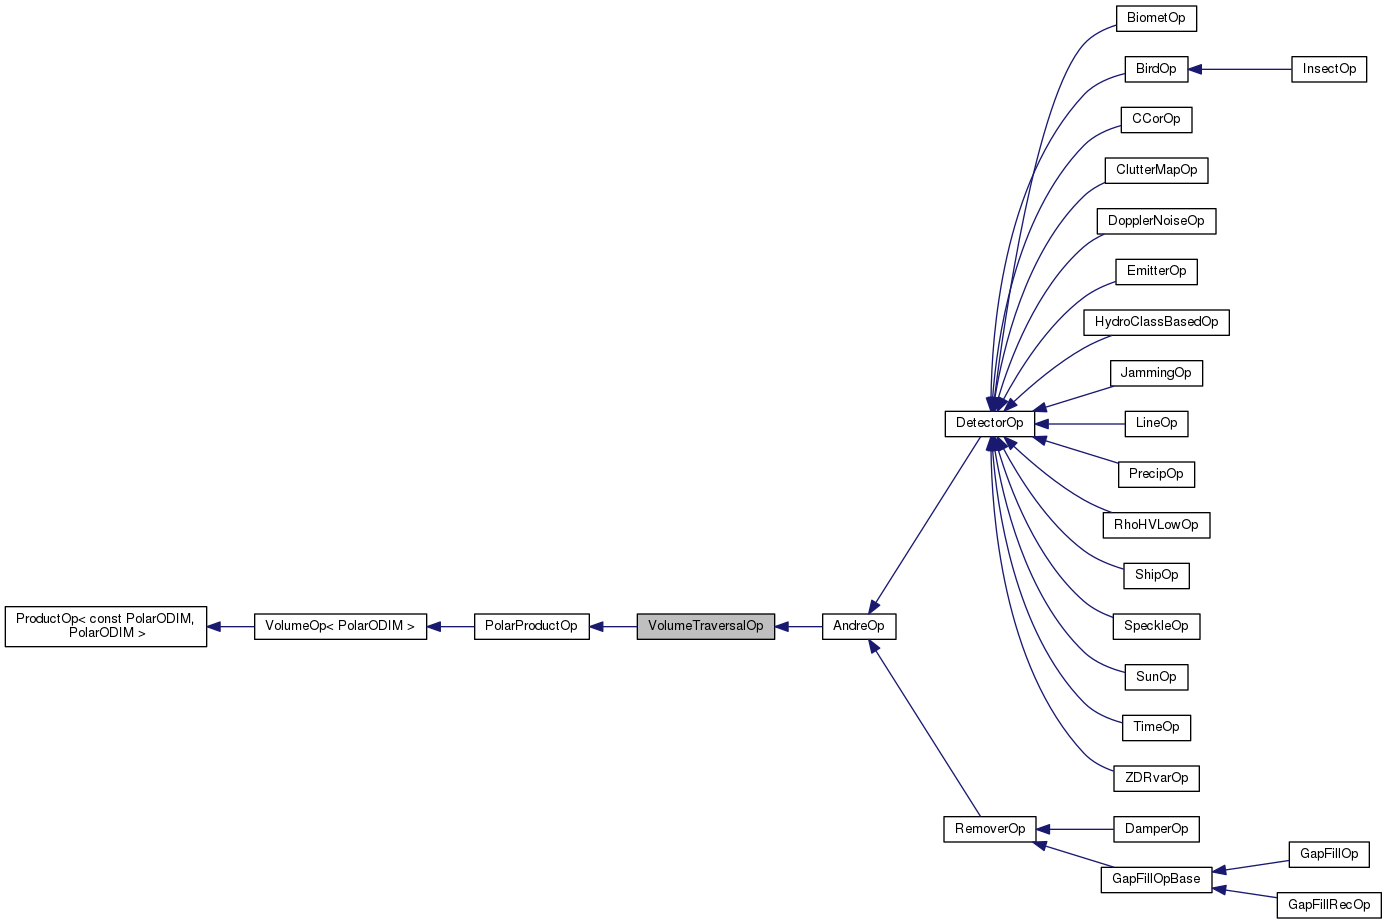 BiometOp
BirdOp
InsectOp
CCorOp
ClutterMapOp
DopplerNoiseOp
EmitterOp
HydroClassBasedOp
JammingOp
DetectorOp
LineOp
PrecipOp
RhoHVLowOp
ShipOp
ProductOp< const PolarODIM,
PolarODIM >
VolumeOp< PolarODIM >
PolarProductOp
VolumeTraversalOp
AndreOp
SpeckleOp
SunOp
TimeOp
ZDRvarOp
RemoverOp
DamperOp
GapFillOp
GapFillOpBase
GapFillRecOp